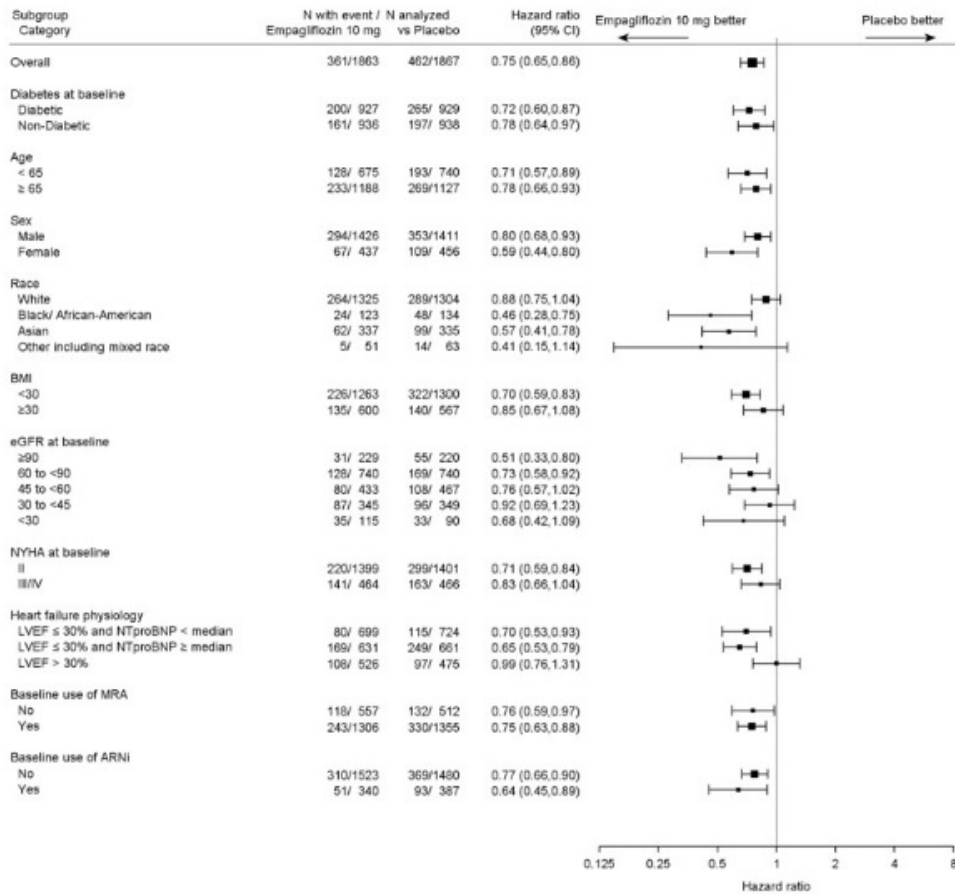 Subgroup Category N with event / N analyzed Empagliflozin 10 mg vs Placebo Hazard ratio (95% CI) Empagliflozin 10 mg better Placebo better
Overall 361/1863 462/1867 0.75 (0.65,0.86)
Diabetes at baseline
Diabetic 200/ 927 265/ 929 0.72 (0.60,0.87)
Non-Diabetic 161/ 936 197/ 938 0.78 (0.64,0.97)
Age
< 65 128/ 675 193/ 740 0.71 (0.57,0.89)
≥ 65 233/1188 269/1127 0.78 (0.66,0.93)
Sex
Male 294/1426 353/1411 0.80 (0.68,0.93)
Female 67/ 437 109/ 456 0.59 (0.44,0.80)
Race
White 264/1325 289/1304 0.88 (0.75,1.04)
Black/ African-American 24/ 123 48/ 134 0.46 (0.28,0.75)
Asian 62/ 337 99/ 335 0.57 (0.41,0.78)
Other including mixed race 5/ 51 14/ 63 0.41 (0.15,1.14)
BMI
<30 226/1263 322/1300 0.70 (0.59,0.83)
≥30 135/ 600 140/ 567 0.85 (0.67,1.08)
eGFR at baseline
≥90 31/ 229 55/ 220 0.51 (0.33,0.80)
60 to <90 128/ 740 169/ 740 0.73 (0.58,0.92)
45 to <60 80/ 433 108/ 467 0.76 (0.57,1.02)
30 to <45 87/ 345 96/ 349 0.92 (0.69,1.23)
<30 35/ 115 33/ 90 0.68 (0.42,1.09)
NYHA at baseline
II 220/1399 299/1401 0.71 (0.59,0.84)
III/IV 141/ 464 163/ 466 0.83 (0.66,1.04)
Heart failure physiology
LVEF ≤ 30% and NTproBNP < median 80/ 699 115/ 724 0.70 (0.53,0.93)
LVEF ≤ 30% and NTproBNP ≥ median 169/ 631 249/ 661 0.65 (0.53,0.79)
LVEF > 30% 108/ 526 97/ 475 0.99 (0.76,1.31)
Baseline use of MRA
No 118/ 557 132/ 512 0.76 (0.59,0.97)
Yes 243/1306 330/1355 0.75 (0.63,0.88)
Baseline use of ARNi
No 310/1523 369/1480 0.77 (0.66,0.90)
Yes 51/ 340 93/ 387 0.64 (0.45,0.89)
0.125 0.25 0.5 1 2 4 8
Hazard ratio